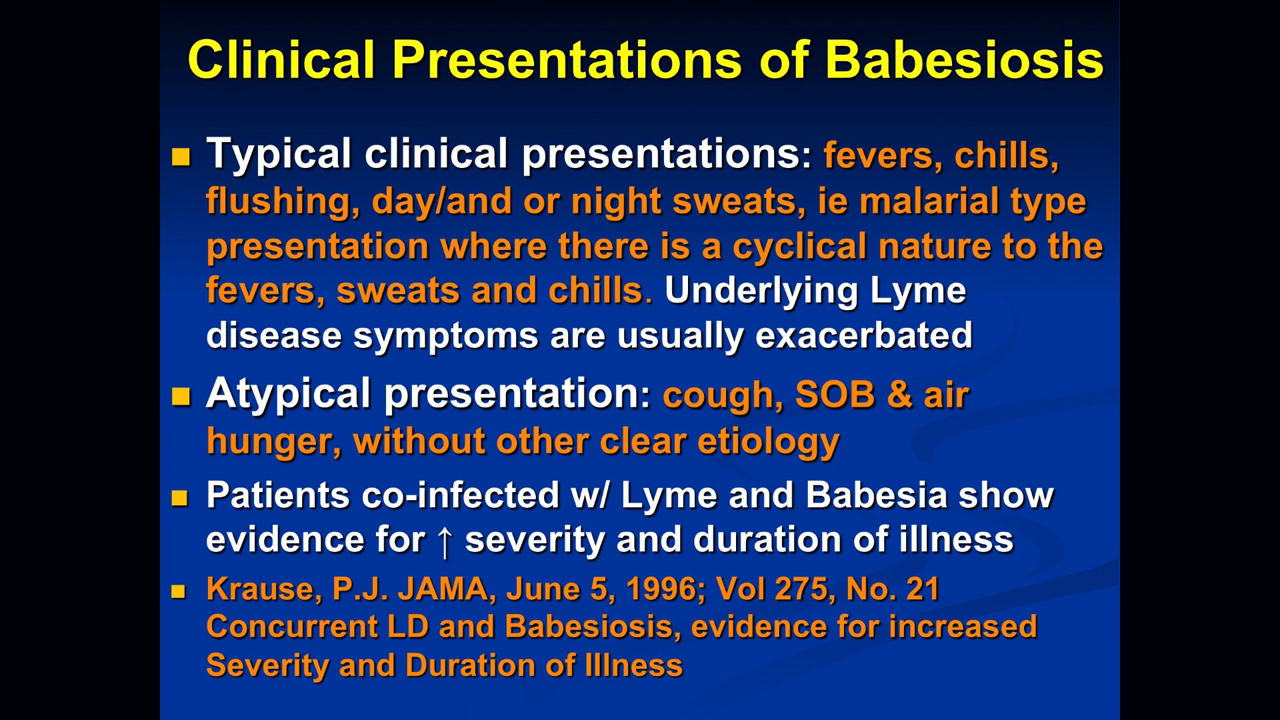 Clinical Presentations of Babesiosis
Typical clinical presentations: fevers, chills,
flushing, day/and or night sweats, ie malarial type
presentation where there is a cyclical nature to the
fevers, sweats and chills. Underlying Lyme
disease symptoms are usually exacerbated
Atypical presentation: cough, SOB & air
hunger, without other clear etiology
Patients co-infected w/ Lyme and Babesia show
evidence for ↑ severity and duration of illness
Krause, P.J. JAMA, June 5, 1996; Vol 275, No. 21
Concurrent LD and Babesiosis, evidence for increased
Severity and Duration of Illness